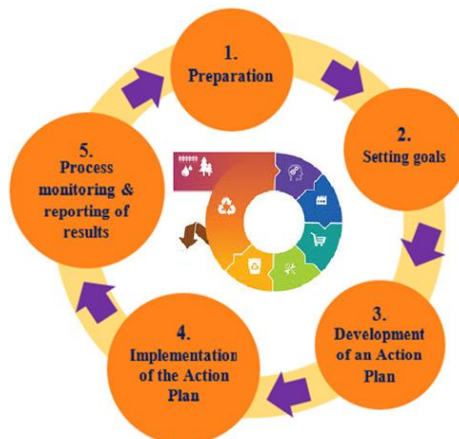 1.
Preparation
2.
Setting goals
3.
Development
of an Action
Plan
4.
Implementation
of the Action
Plan
5.
Process
monitoring &
reporting of
results